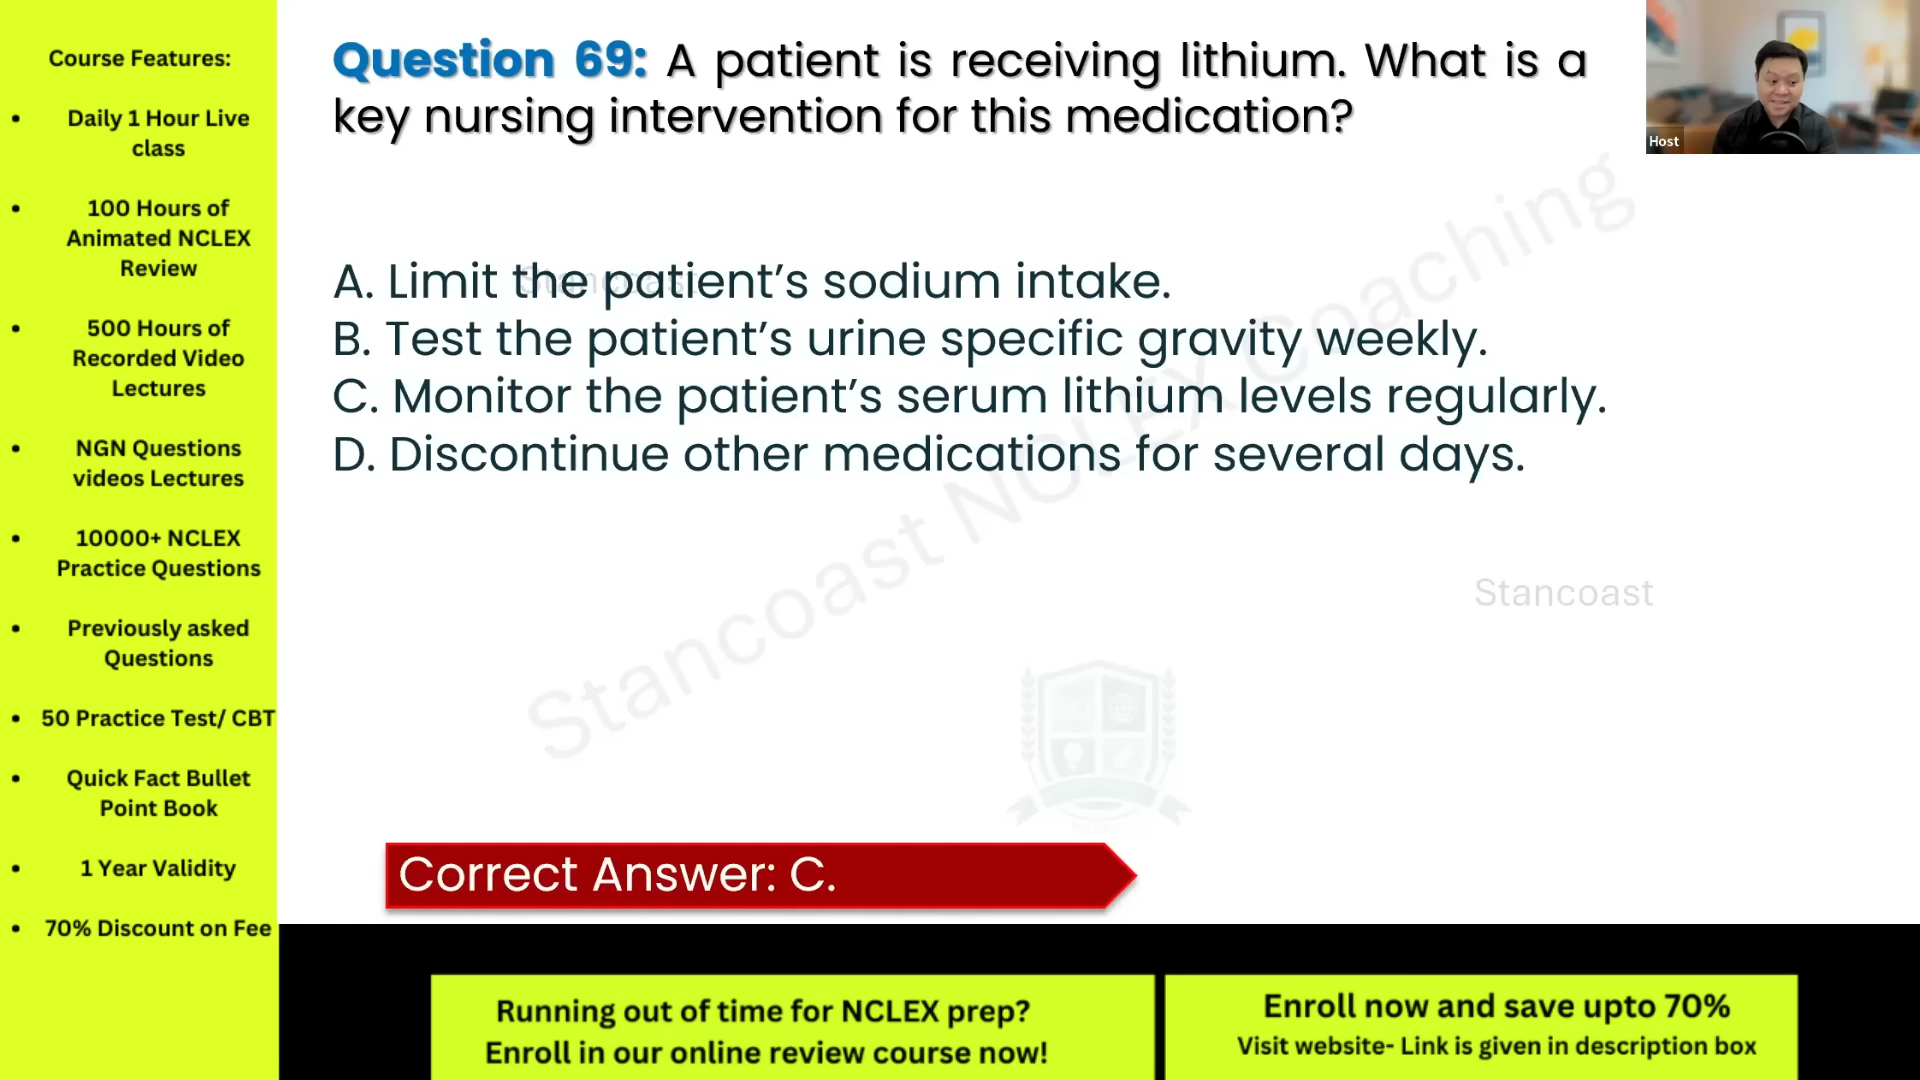 Course Features:
• Daily 1 Hour Live
class
• 100 Hours of
Animated NCLEX
Review
• 500 Hours of
Recorded Video
Lectures
• NGN Questions
videos Lectures
• 10000+ NCLEX
Practice Questions
• Previously asked
Questions
• 50 Practice Test/ CBT
• Quick Fact Bullet
Point Book
• 1 Year Validity
• 70% Discount on Fee
Question 69: A patient is receiving lithium. What is a
key nursing intervention for this medication?
Host
A. Limit the patient’s sodium intake.
B. Test the patient’s urine specific gravity weekly.
C. Monitor the patient’s serum lithium levels regularly.
D. Discontinue other medications for several days.
Stancoast
Stancoast NCLEX Coaching
Stancoast
Correct Answer: C.
Running out of time for NCLEX prep?
Enroll in our online review course now!
Enroll now and save upto 70%
Visit website- Link is given in description box